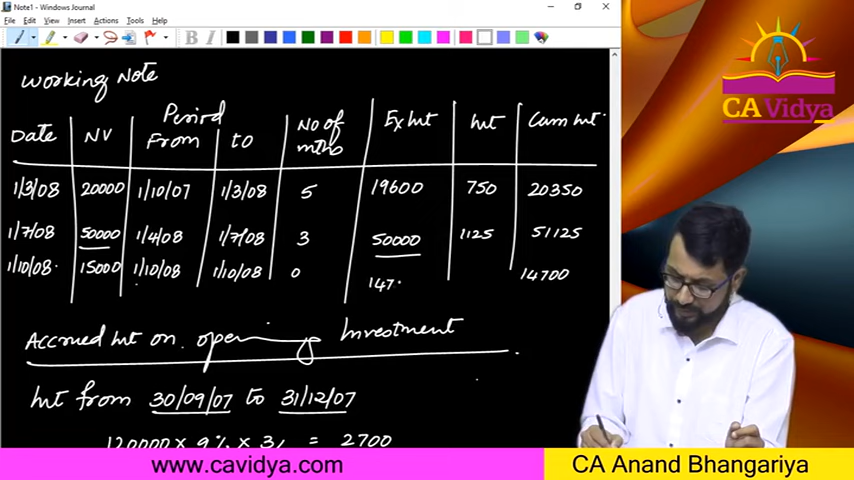 Note1 - Windows Journal
File Edit View Insert Actions Tools Help
B I
Working Note
Date NV Period From to No of mths Ex Int Int Cum Int.
1/3/08 20000 1/10/07 1/3/08 5 19600 750 20350
1/7/08 50000 1/4/08 1/7/08 3 50000 1125 51125
1/10/08 15000 1/10/08 1/10/08 0 147 14700
Accrued Int on opening Investment
Int from 30/09/07 to 31/12/07
120000 x 9% x 3/ = 2700
CA Vidya
www.cavidya.com
CA Anand Bhangariya